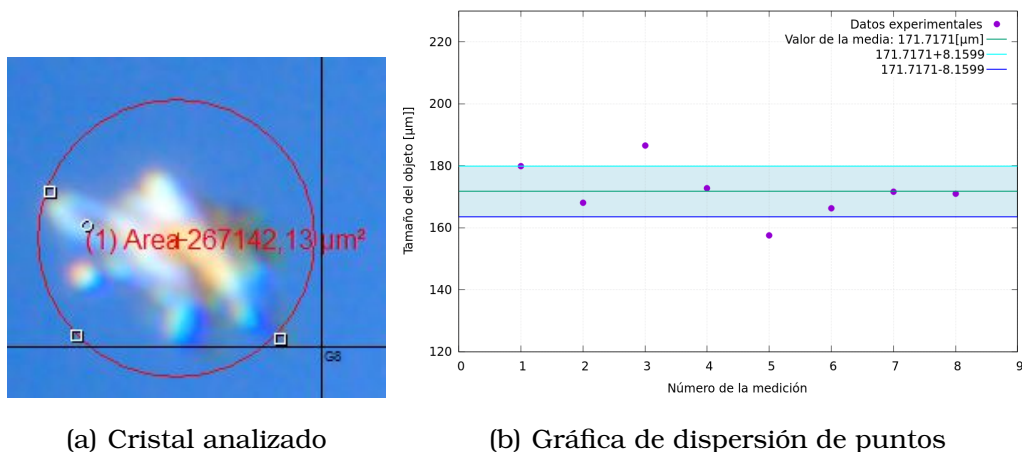 (1) Area 267142,13 µm²
G8
Datos experimentales
Valor de la media: 171.7171[µm]
171.7171+8.1599
171.7171-8.1599
Tamaño del objeto [µm]]
220
200
180
160
140
120
0 1 2 3 4 5 6 7 8 9
Número de la medición
(a) Cristal analizado
(b) Gráfica de dispersión de puntos